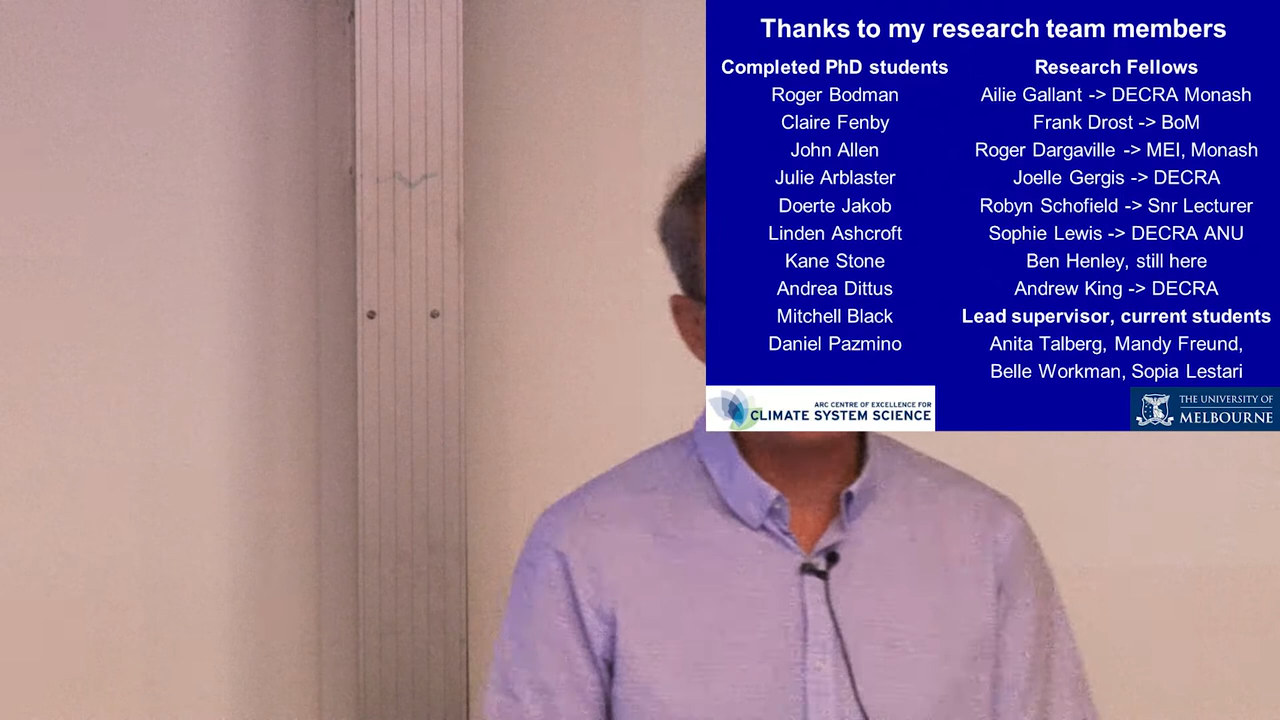 Thanks to my research team members
Completed PhD students
Roger Bodman
Claire Fenby
John Allen
Julie Arblaster
Doerte Jakob
Linden Ashcroft
Kane Stone
Andrea Dittus
Mitchell Black
Daniel Pazmino
Research Fellows
Ailie Gallant -> DECRA Monash
Frank Drost -> BoM
Roger Dargaville -> MEI, Monash
Joelle Gergis -> DECRA
Robyn Schofield -> Snr Lecturer
Sophie Lewis -> DECRA ANU
Ben Henley, still here
Andrew King -> DECRA
Lead supervisor, current students
Anita Talberg, Mandy Freund,
Belle Workman, Sopia Lestari
ARC CENTRE OF EXCELLENCE FOR
CLIMATE SYSTEM SCIENCE
THE UNIVERSITY OF
MELBOURNE